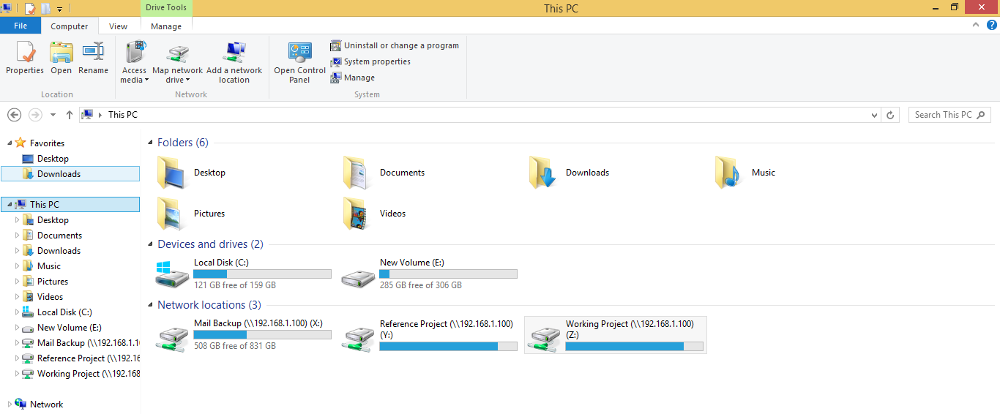 Drive Tools
This PC
File
Computer
View
Manage
Properties
Open
Rename
Access
media
Map network
drive
Add a network
location
Open Control
Panel
Uninstall or change a program
System properties
Manage
Location
Network
System
This PC
Search This PC
Favorites
Desktop
Downloads
This PC
Desktop
Documents
Downloads
Music
Pictures
Videos
Local Disk (C:)
New Volume (E:)
Mail Backup (\\192.168.1.10
Reference Project (\\192.16
Working Project (\\192.168
Network
Folders (6)
Desktop
Documents
Downloads
Music
Pictures
Videos
Devices and drives (2)
Local Disk (C:)
121 GB free of 159 GB
New Volume (E:)
285 GB free of 306 GB
Network locations (3)
Mail Backup (\\192.168.1.100) (X:)
508 GB free of 831 GB
Reference Project (\\192.168.1.100)
(Y:)
Working Project (\\192.168.1.100)
(Z:)